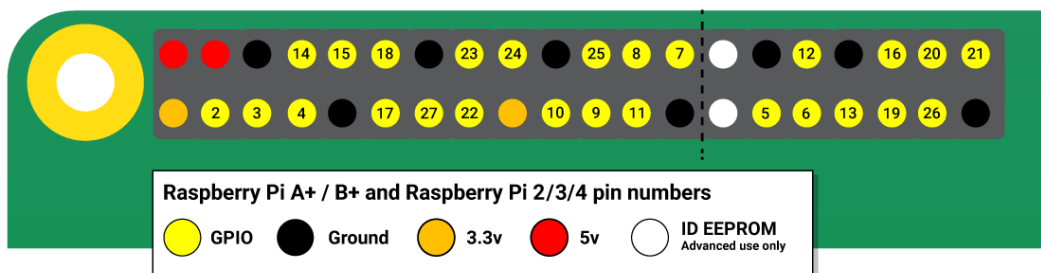 14 15 18 23 24 25 8 7 12 16 20 21
2 3 4 17 27 22 10 9 11 5 6 13 19 26
Raspberry Pi A+ / B+ and Raspberry Pi 2/3/4 pin numbers
GPIO Ground 3.3v 5v ID EEPROM
Advanced use only